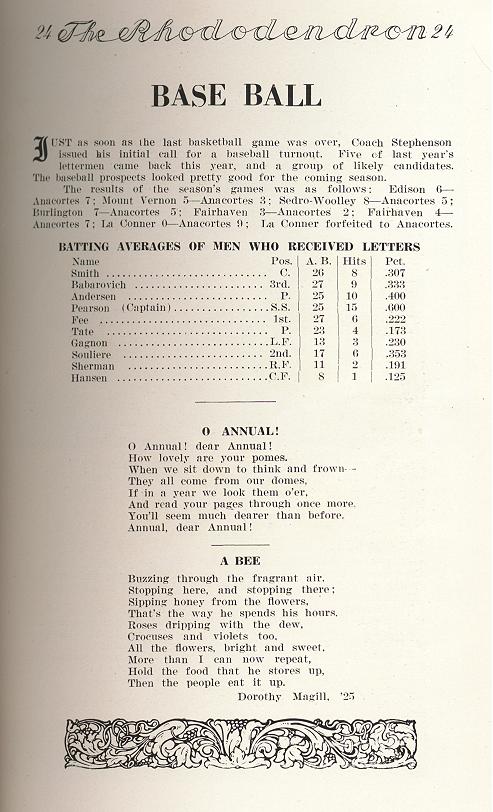 24 The Rhododendron 24
BASE BALL
JUST as soon as the last basketball game was over, Coach Stephenson
issued his initial call for a baseball turnout. Five of last year's
lettermen came back this year, and a group of likely candidates.
The baseball prospects looked pretty good for the coming season.
The results of the season's games was as follows: Edison 6—
Anacortes 7; Mount Vernon 5—Anacortes 3; Sedro-Woolley 8—Anacortes 5;
Burlington 7—Anacortes 5; Fairhaven 3—Anacortes 2; Fairhaven 4—
Anacortes 7; La Conner 0—Anacortes 9; La Conner forfeited to Anacortes.
BATTING AVERAGES OF MEN WHO RECEIVED LETTERS
Name Pos. A. B. Hits Pct.
Smith ........................ C. 26 8 .307
Babarovich ........................ 3rd. 27 9 .333
Andersen ........................ P. 25 10 .400
Pearson (Captain) ............... S.S. 25 15 .600
Fee ........................ 1st. 27 6 .222
Tate ........................ P. 23 4 .173
Gagnon ........................ L.F. 13 3 .230
Souliere ........................ 2nd. 17 6 .353
Sherman ........................ R.F. 11 2 .191
Hansen ........................ C.F. 8 1 .125
O ANNUAL!
O Annual! dear Annual!
How lovely are your pomes.
When we sit down to think and frown—
They all come from our domes,
If in a year we look them o'er,
And read your pages through once more.
You'll seem much dearer than before.
Annual, dear Annual!
A BEE
Buzzing through the fragrant air.
Stopping here, and stopping there;
Sipping honey from the flowers,
That's the way he spends his hours.
Roses dripping with the dew,
Crocuses and violets too,
All the flowers, bright and sweet,
More than I can now repeat,
Hold the food that he stores up,
Then the people eat it up.
Dorothy Magill, '25